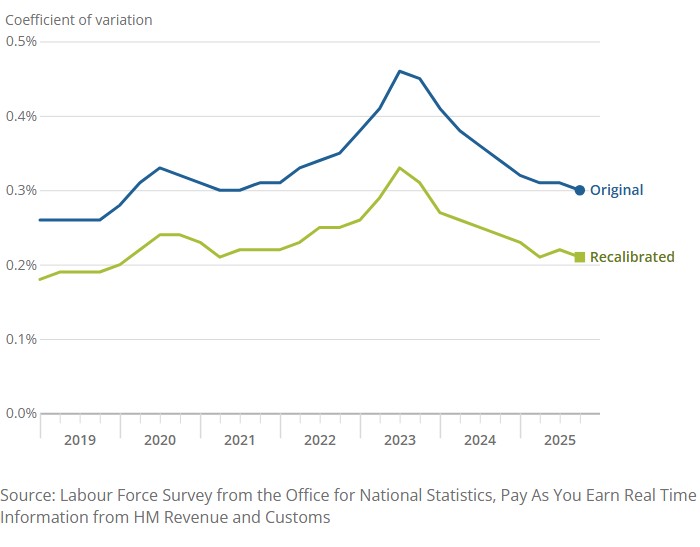 Coefficient of variation
0.5%
0.4%
0.3%
Original
Recalibrated
0.2%
0.1%
0.0%
2019 2020 2021 2022 2023 2024 2025
Source: Labour Force Survey from the Office for National Statistics, Pay As You Earn Real Time
Information from HM Revenue and Customs